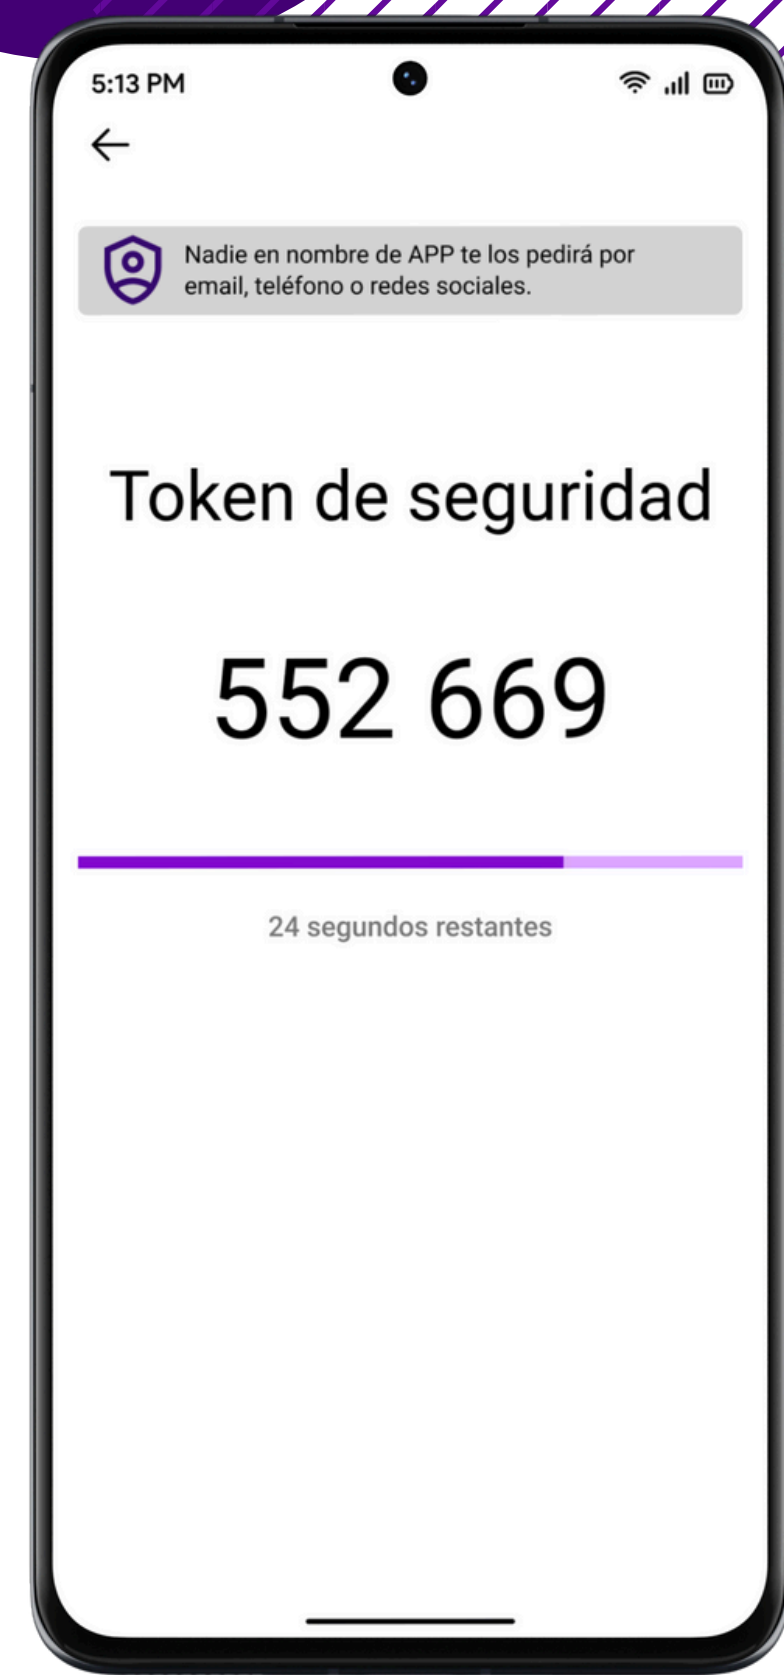 5:13 PM
Nadie en nombre de APP te los pedirá por
email, teléfono o redes sociales.
Token de seguridad
552 669
24 segundos restantes